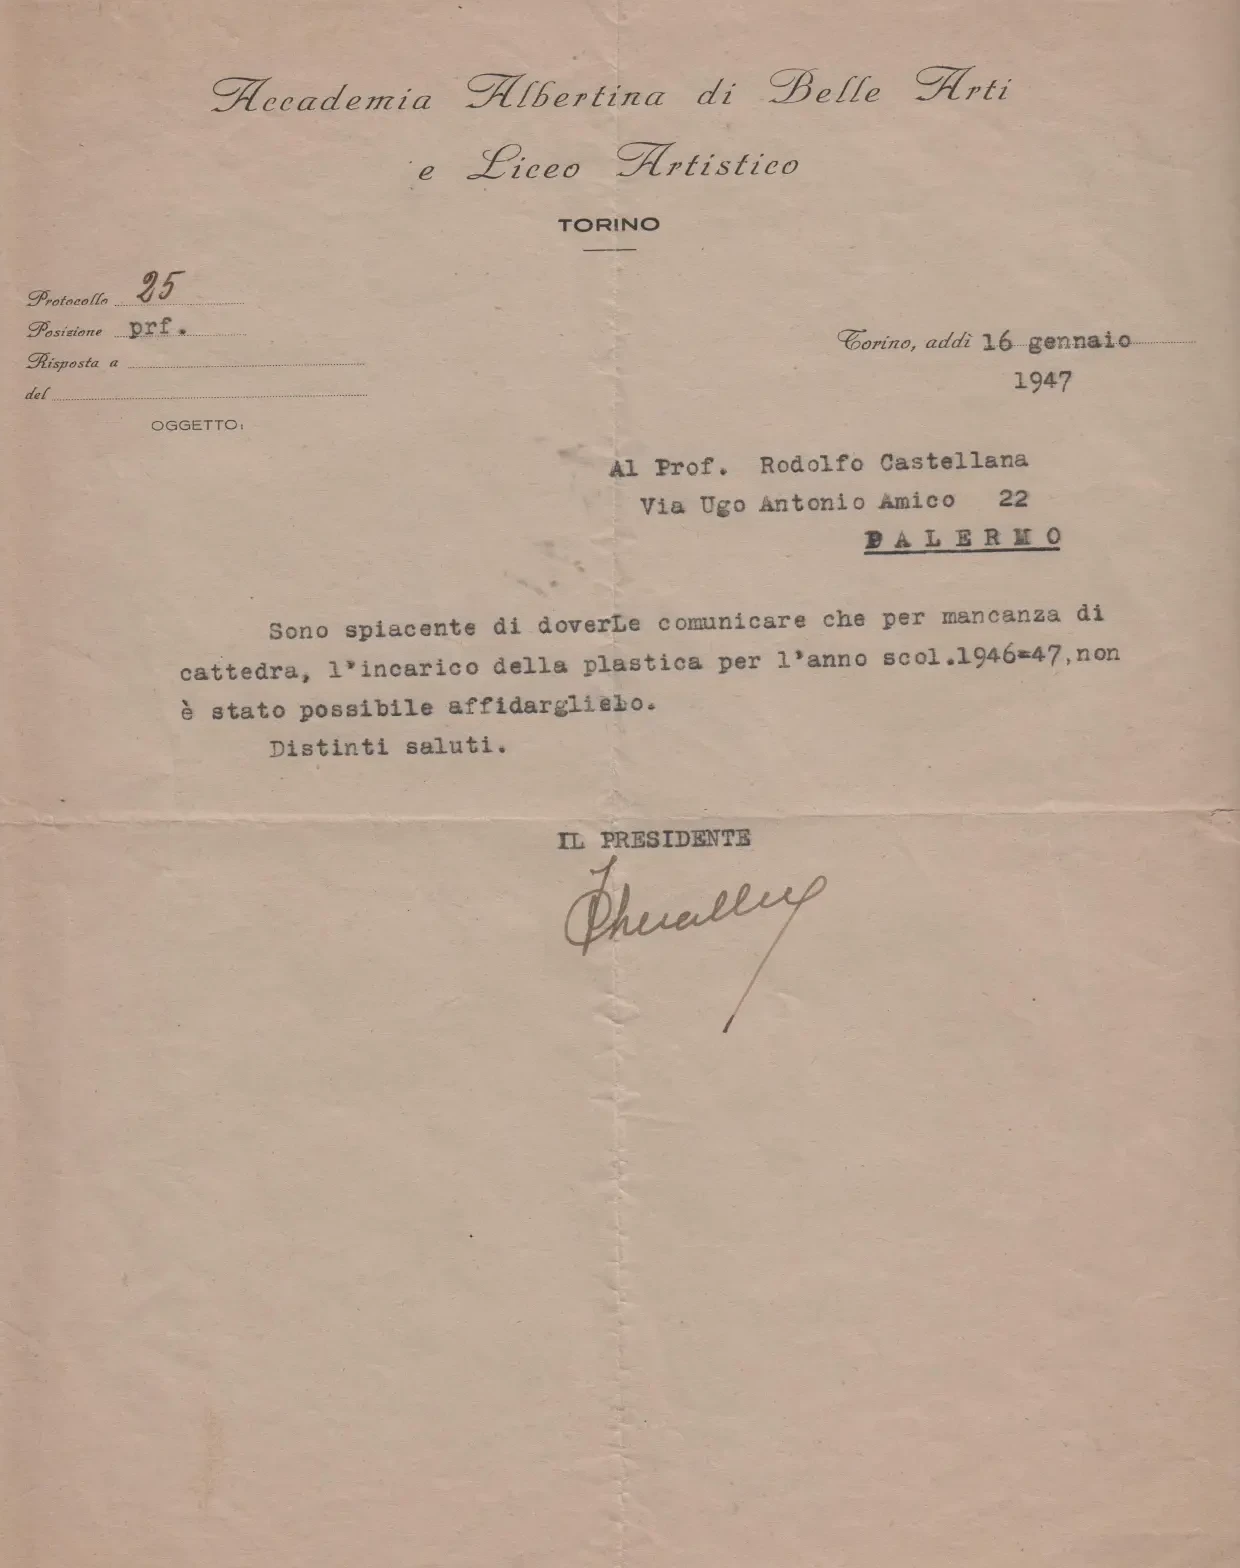 Accademia Albertina di Belle Arti
e Liceo Artistico
TORINO
Protocollo 25
Posizione prf.
Risposta a
del
OGGETTO:
Torino, addì 16 gennaio
1947
Al Prof. Rodolfo Castellana
Via Ugo Antonio Amico 22
PALERMO
Sono spiacente di doverLe comunicare che per mancanza di
cattedra, l'incarico della plastica per l'anno scol.1946=47,non
è stato possibile affidarglielo.
Distinti saluti.
IL PRESIDENTE